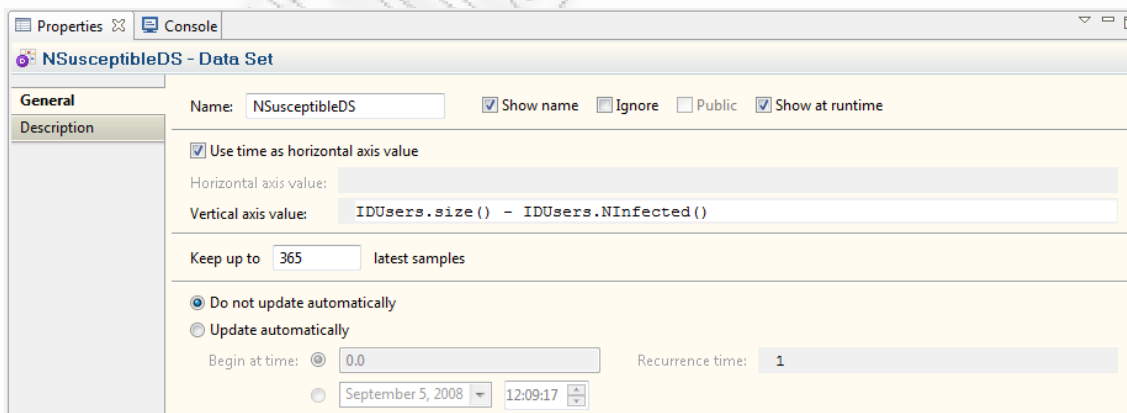 Properties Console
NSusceptibleDS - Data Set
General
Description
Name: NSusceptibleDS Show name Ignore Public Show at runtime
Use time as horizontal axis value
Horizontal axis value:
Vertical axis value: IDUsers.size() - IDUsers.NInfected()
Keep up to 365 latest samples
Do not update automatically
Update automatically
Begin at time: 0.0 Recurrence time: 1
September 5, 2008 12:09:17